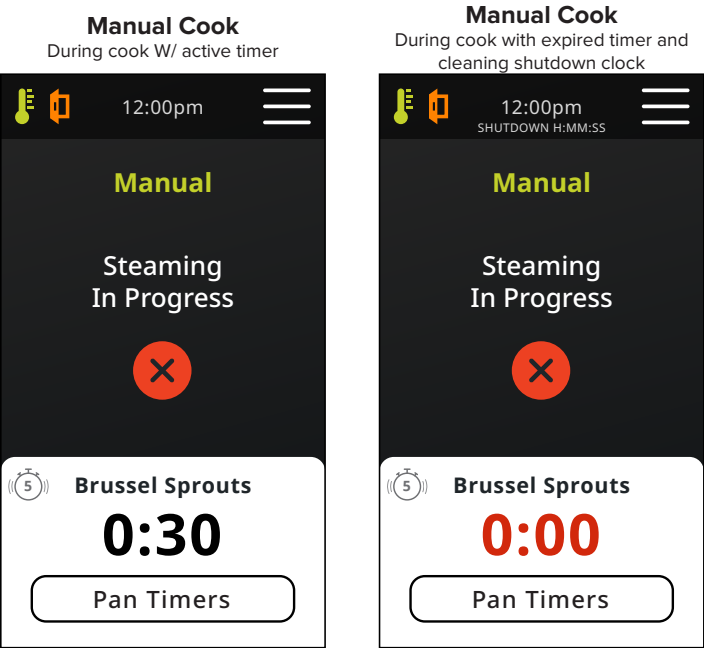 Manual Cook
During cook W/ active timer
12:00pm
Manual
Steaming
In Progress
5
Brussel Sprouts
0:30
Pan Timers
Manual Cook
During cook with expired timer and
cleaning shutdown clock
12:00pm
SHUTDOWN H:MM:SS
Manual
Steaming
In Progress
5
Brussel Sprouts
0:00
Pan Timers